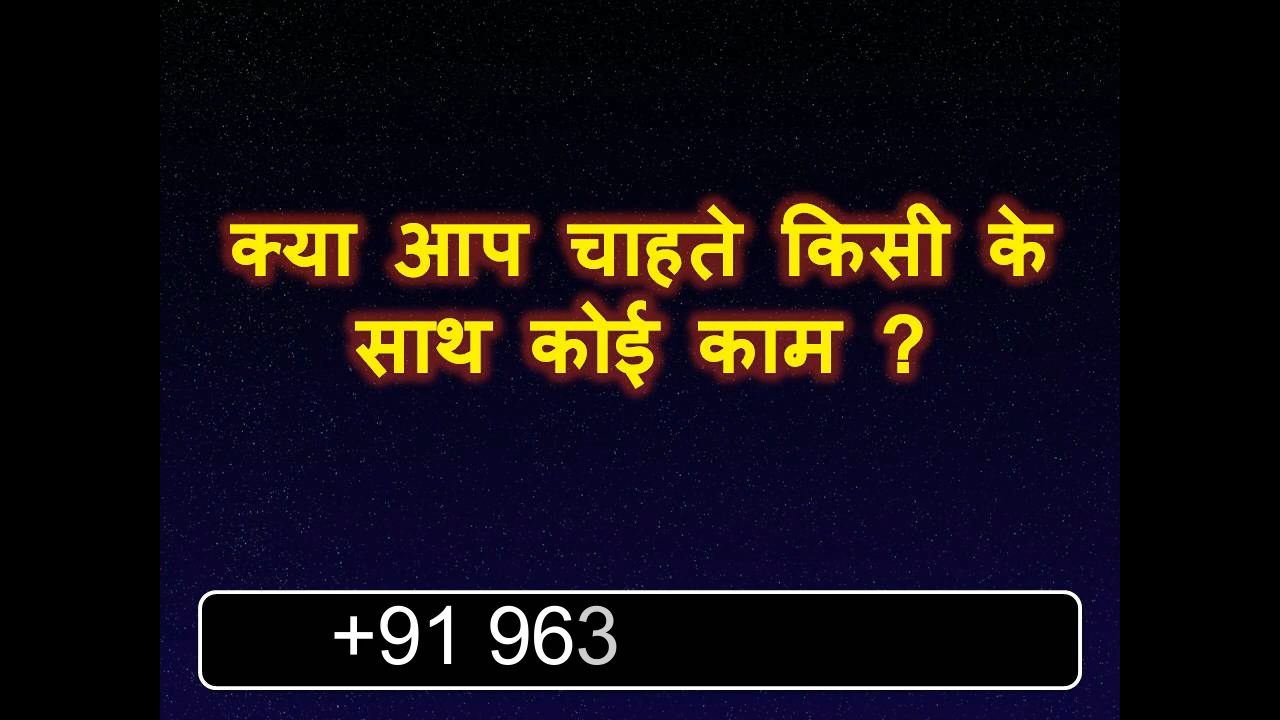 क्या आप चाहते किसी के
साथ कोई काम ?
+91 963